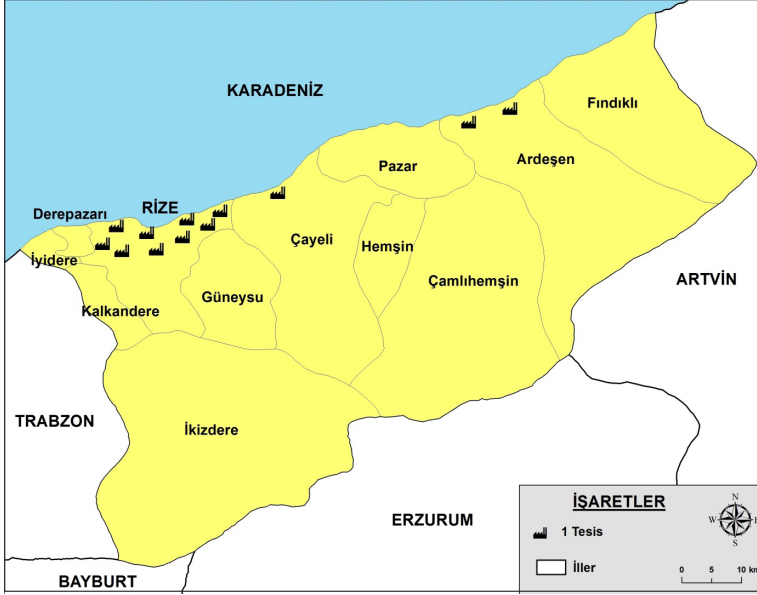 KARADENİZ
Fındıklı
Pazar
Ardeşen
Derepazarı
RİZE
Çayeli
Hemşin
İyidere
Çamlıhemşin
ARTVİN
Güneysu
Kalkandere
TRABZON
İkizdere
ERZURUM
BAYBURT
İŞARETLER
N
W
E
S
1 Tesis
İller
0 5 10 km